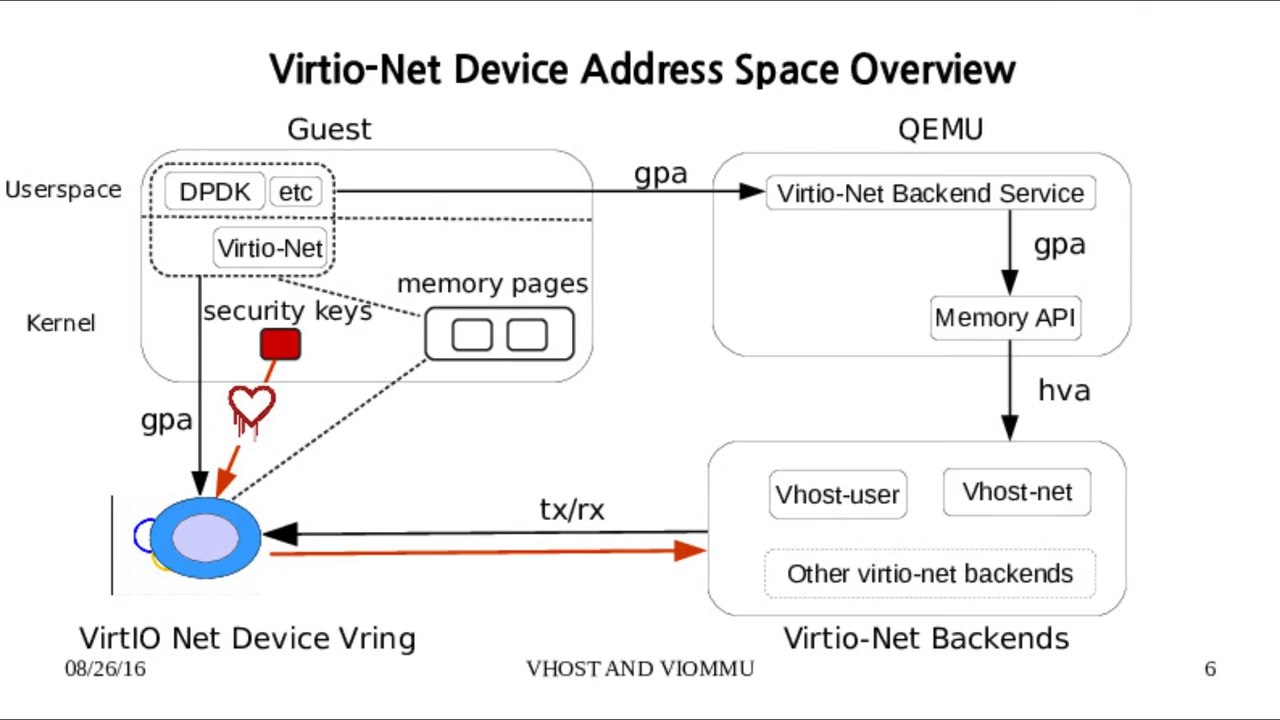 Virtio-Net Device Address Space Overview
Guest
QEMU
Userspace
DPDK
etc
gpa
Virtio-Net Backend Service
Virtio-Net
gpa
memory pages
security keys
Kernel
Memory API
gpa
hva
Vhost-user
Vhost-net
tx/rx
Other virtio-net backends
VirtIO Net Device Vring
Virtio-Net Backends
08/26/16
VHOST AND VIOMMU
6